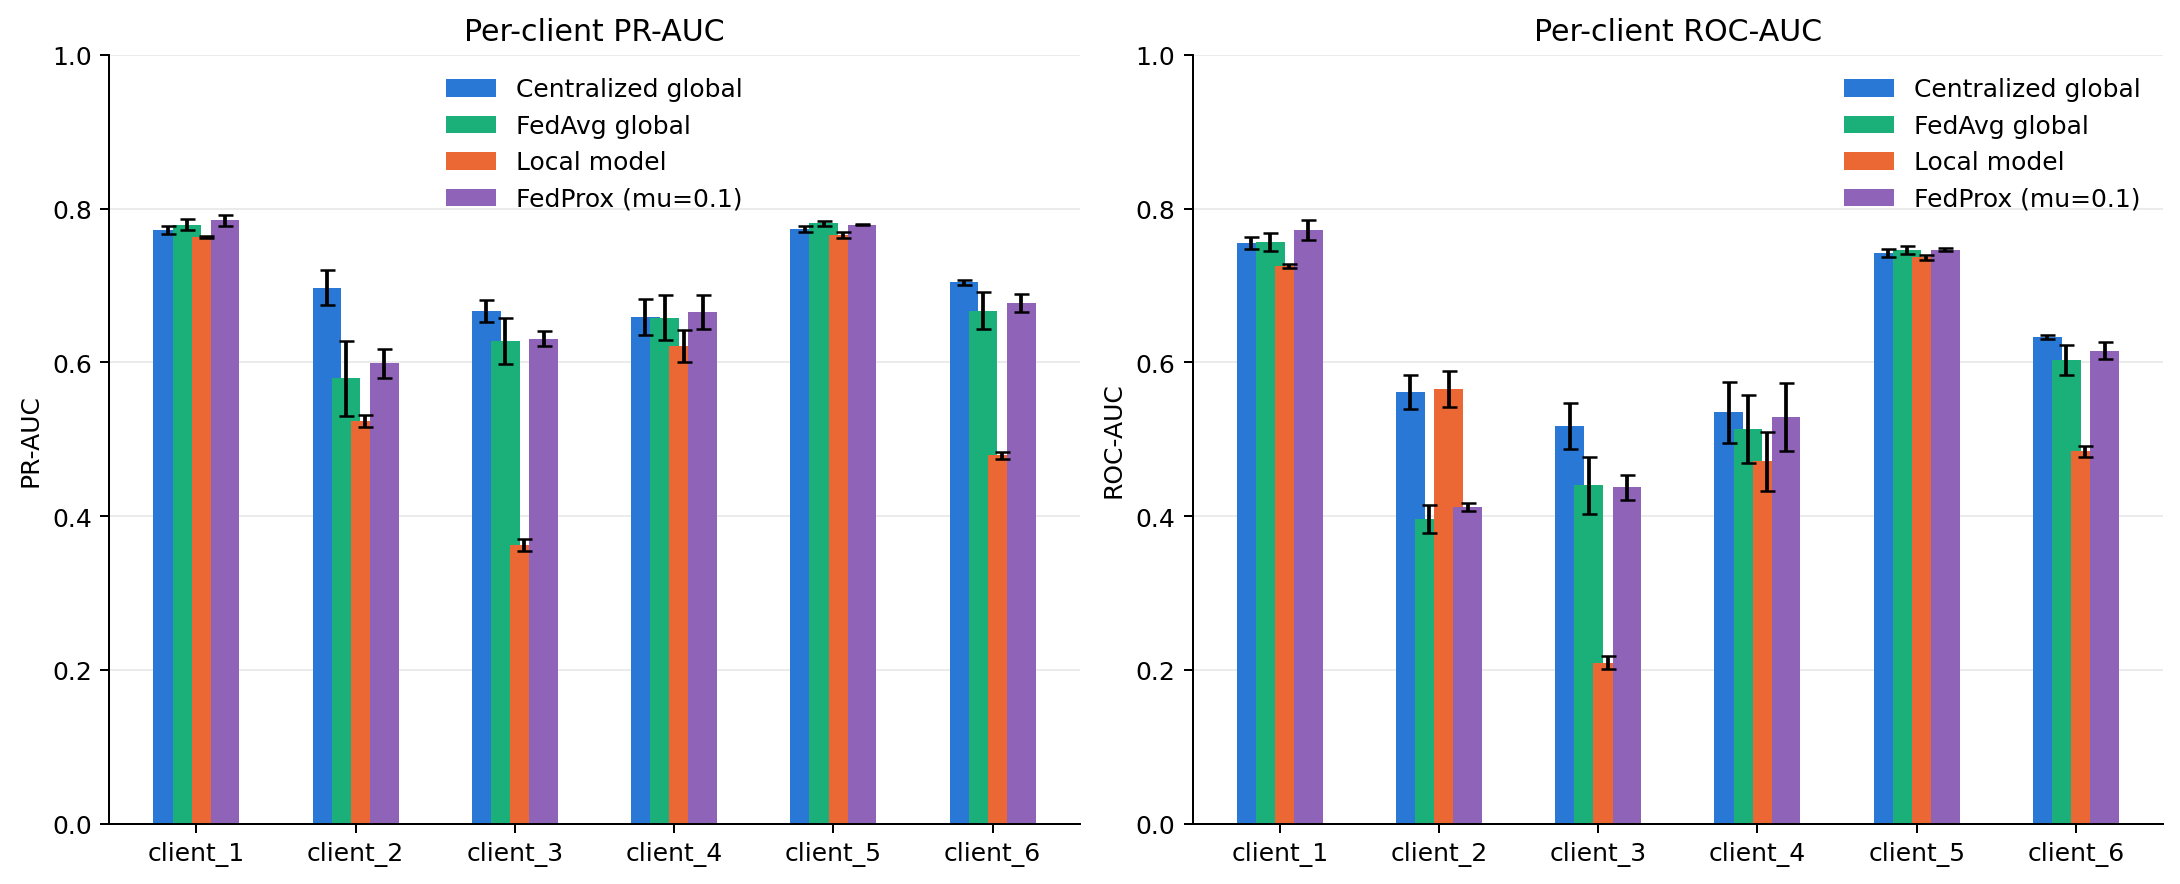 Per-client PR-AUC
1.0
0.8
0.6
0.4
0.2
0.0
PR-AUC
Centralized global
FedAvg global
Local model
FedProx (mu=0.1)
client_1
client_2
client_3
client_4
client_5
client_6
Per-client ROC-AUC
1.0
0.8
0.6
0.4
0.2
0.0
ROC-AUC
Centralized global
FedAvg global
Local model
FedProx (mu=0.1)
client_1
client_2
client_3
client_4
client_5
client_6